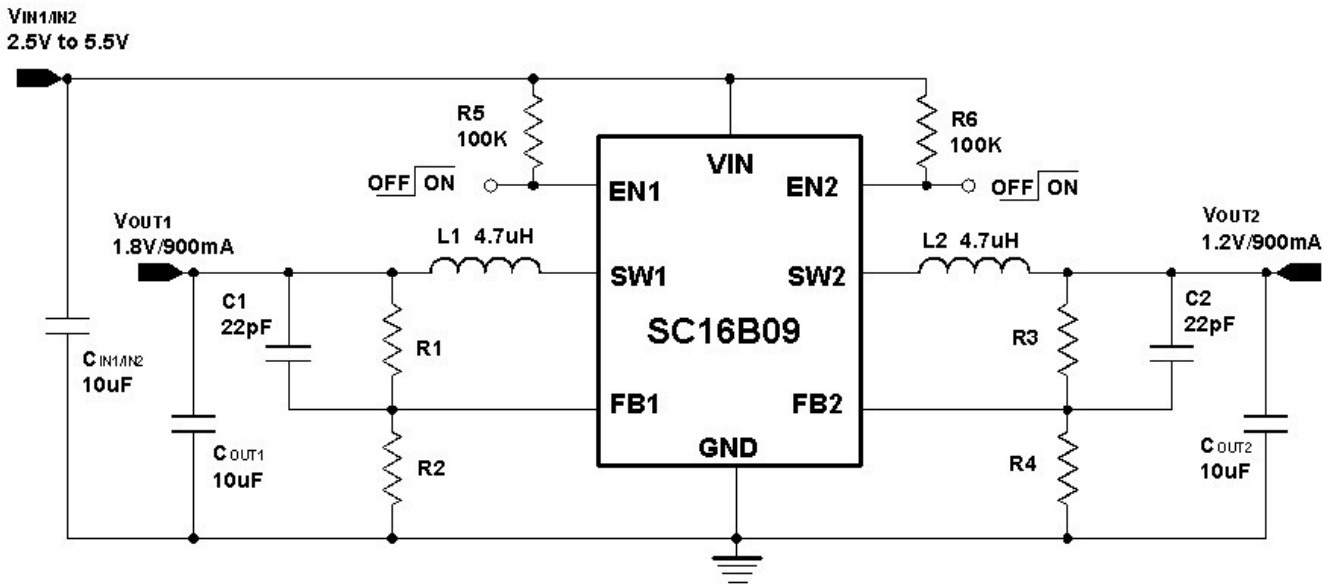 VIN1/IN2
2.5V to 5.5V
R5
100K
R6
100K
VIN
OFF ON
EN1
EN2
OFF ON
VOUT1
1.8V/900mA
L1 4.7uH
L2 4.7uH
VOUT2
1.2V/900mA
SW1
SW2
C1
22pF
C2
22pF
SC16B09
R1
R3
CIN1/IN2
10uF
FB1
FB2
GND
COUT1
10uF
R2
R4
COUT2
10uF